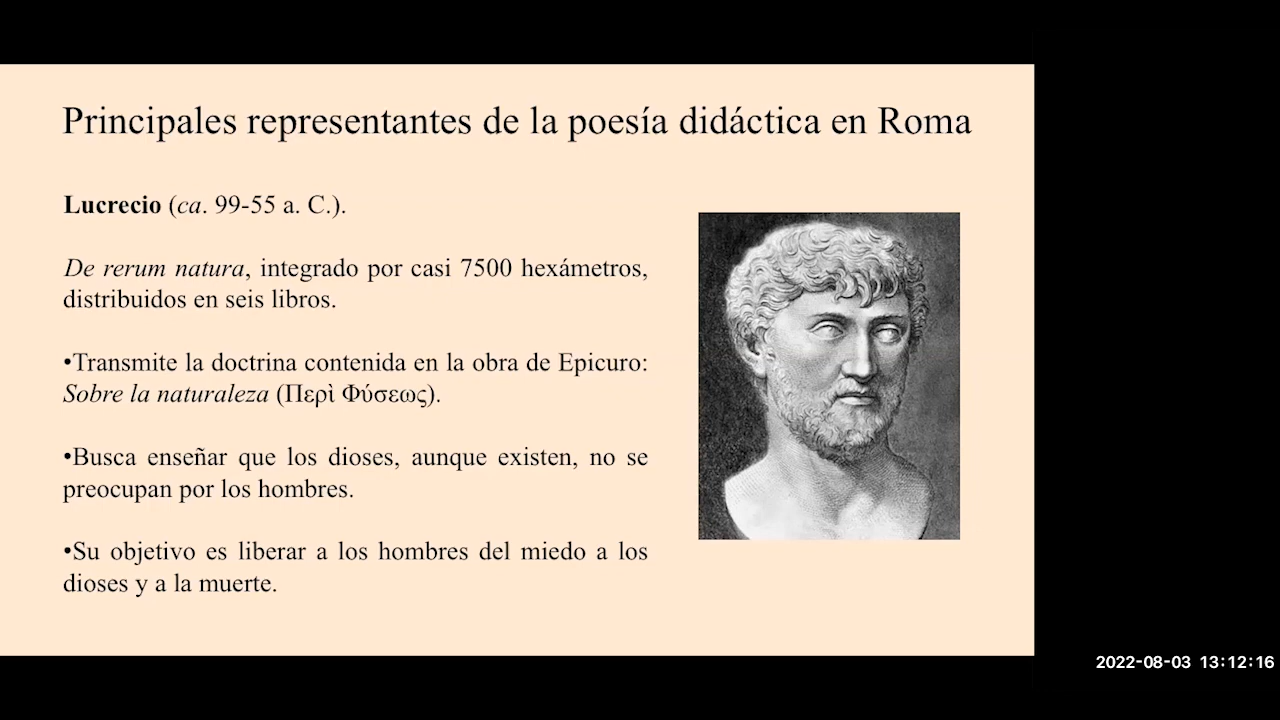 Principales representantes de la poesía didáctica en Roma
Lucrecio (ca. 99-55 a. C.).
De rerum natura, integrado por casi 7500 hexámetros,
distribuidos en seis libros.
•Transmite la doctrina contenida en la obra de Epicuro:
Sobre la naturaleza (Περὶ Φύσεως).
•Busca enseñar que los dioses, aunque existen, no se
preocupan por los hombres.
•Su objetivo es liberar a los hombres del miedo a los
dioses y a la muerte.
2022-08-03 13:12:16